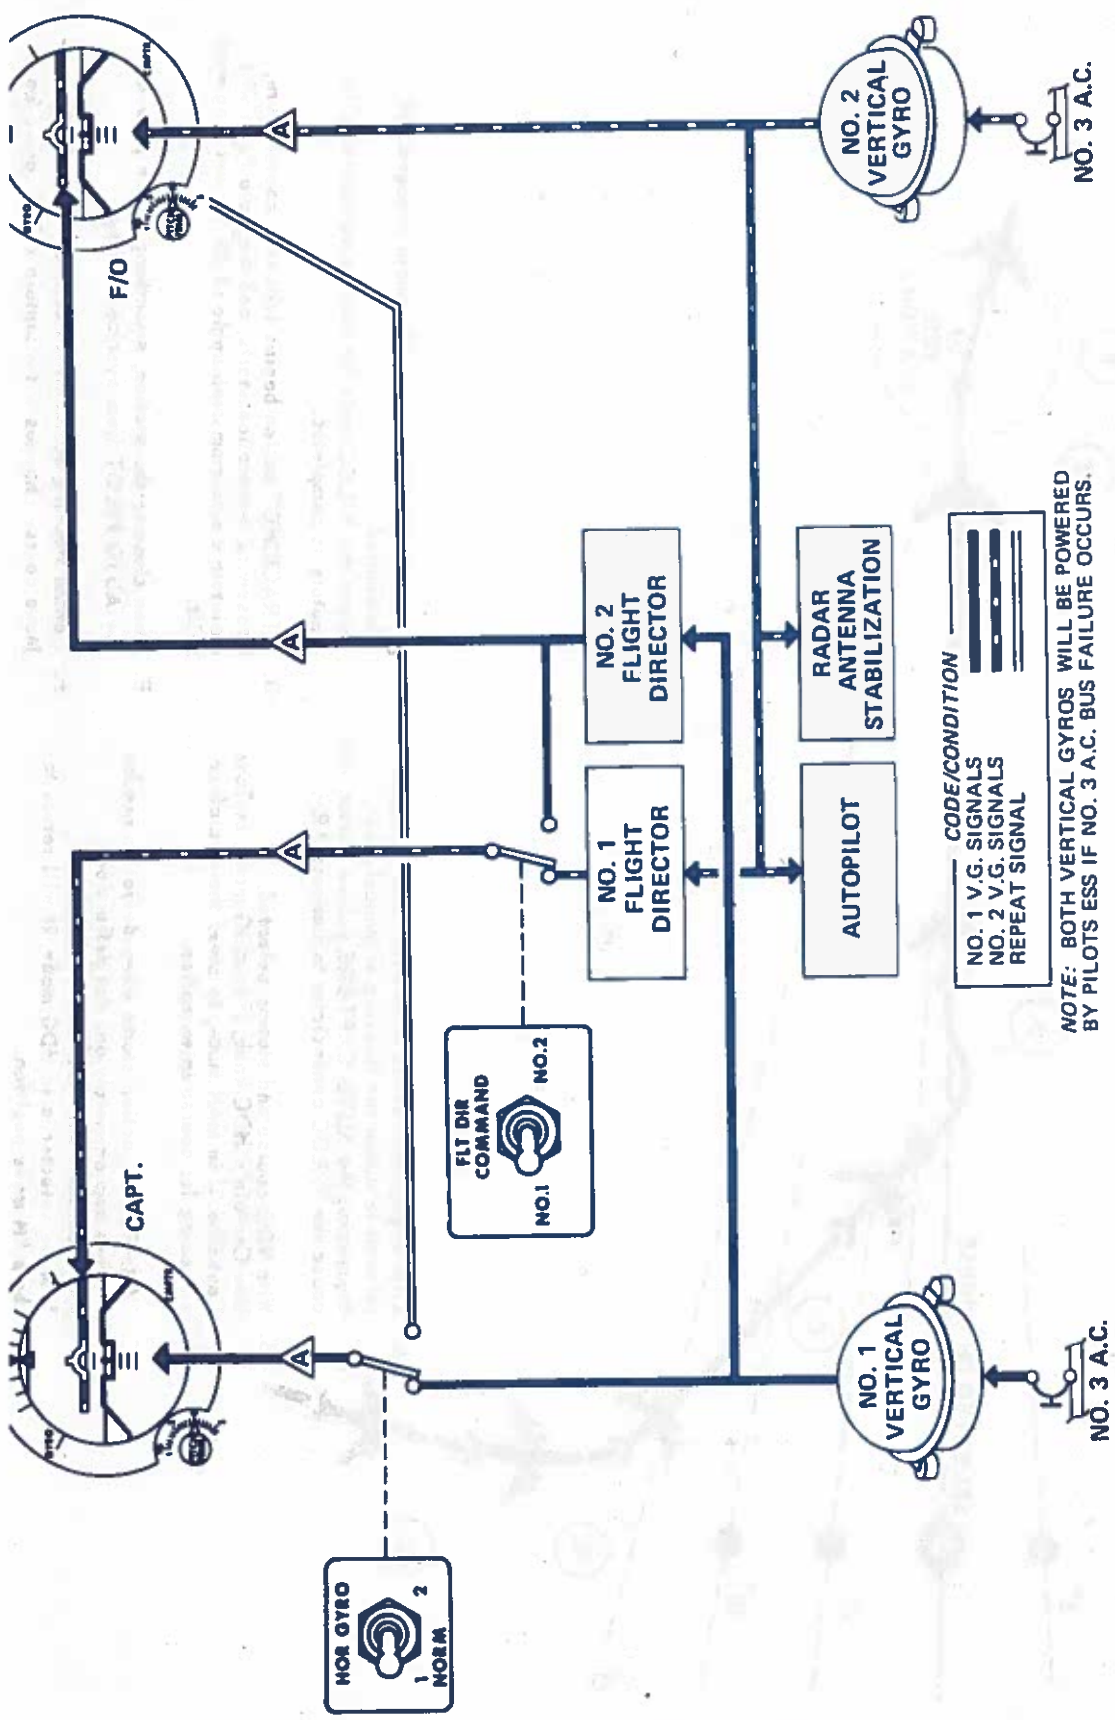 HOR GYRO
1
NORM
2
CAPT.
GYRO
A
A
FLT DIR
COMMAND
NO.1
NO.2
F/O
GYRO
A
A
NO. 1
FLIGHT
DIRECTOR
NO. 2
FLIGHT
DIRECTOR
AUTOPILOT
RADAR
ANTENNA
STABILIZATION
NO. 1
VERTICAL
GYRO
NO. 2
VERTICAL
GYRO
NO. 3 A.C.
NO. 3 A.C.
CODE/CONDITION
NO. 1 V.G. SIGNALS
NO. 2 V.G. SIGNALS
REPEAT SIGNAL
NOTE: BOTH VERTICAL GYROS WILL BE POWERED
BY PILOTS ESS IF NO. 3 A.C. BUS FAILURE OCCURS.